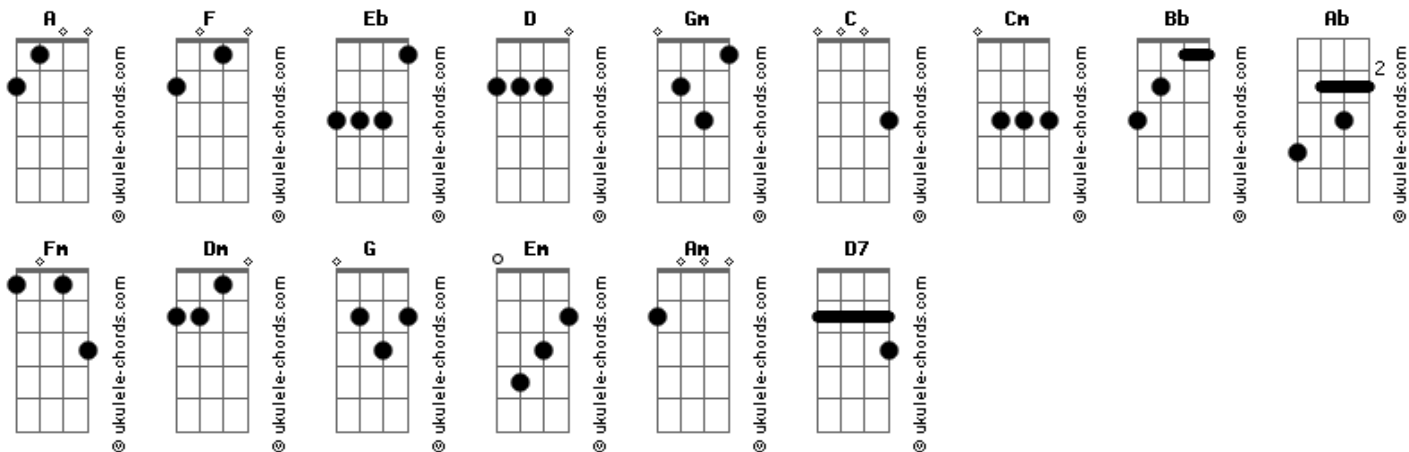 A F Eb D Gm C Cm Bb Ab
2
© ukulele-chords.com © ukulele-chords.com © ukulele-chords.com © ukulele-chords.com © ukulele-chords.com © ukulele-chords.com © ukulele-chords.com © ukulele-chords.com © ukulele-chords.com
Fm Dm G Em Am D7
© ukulele-chords.com © ukulele-chords.com © ukulele-chords.com © ukulele-chords.com © ukulele-chords.com © ukulele-chords.com